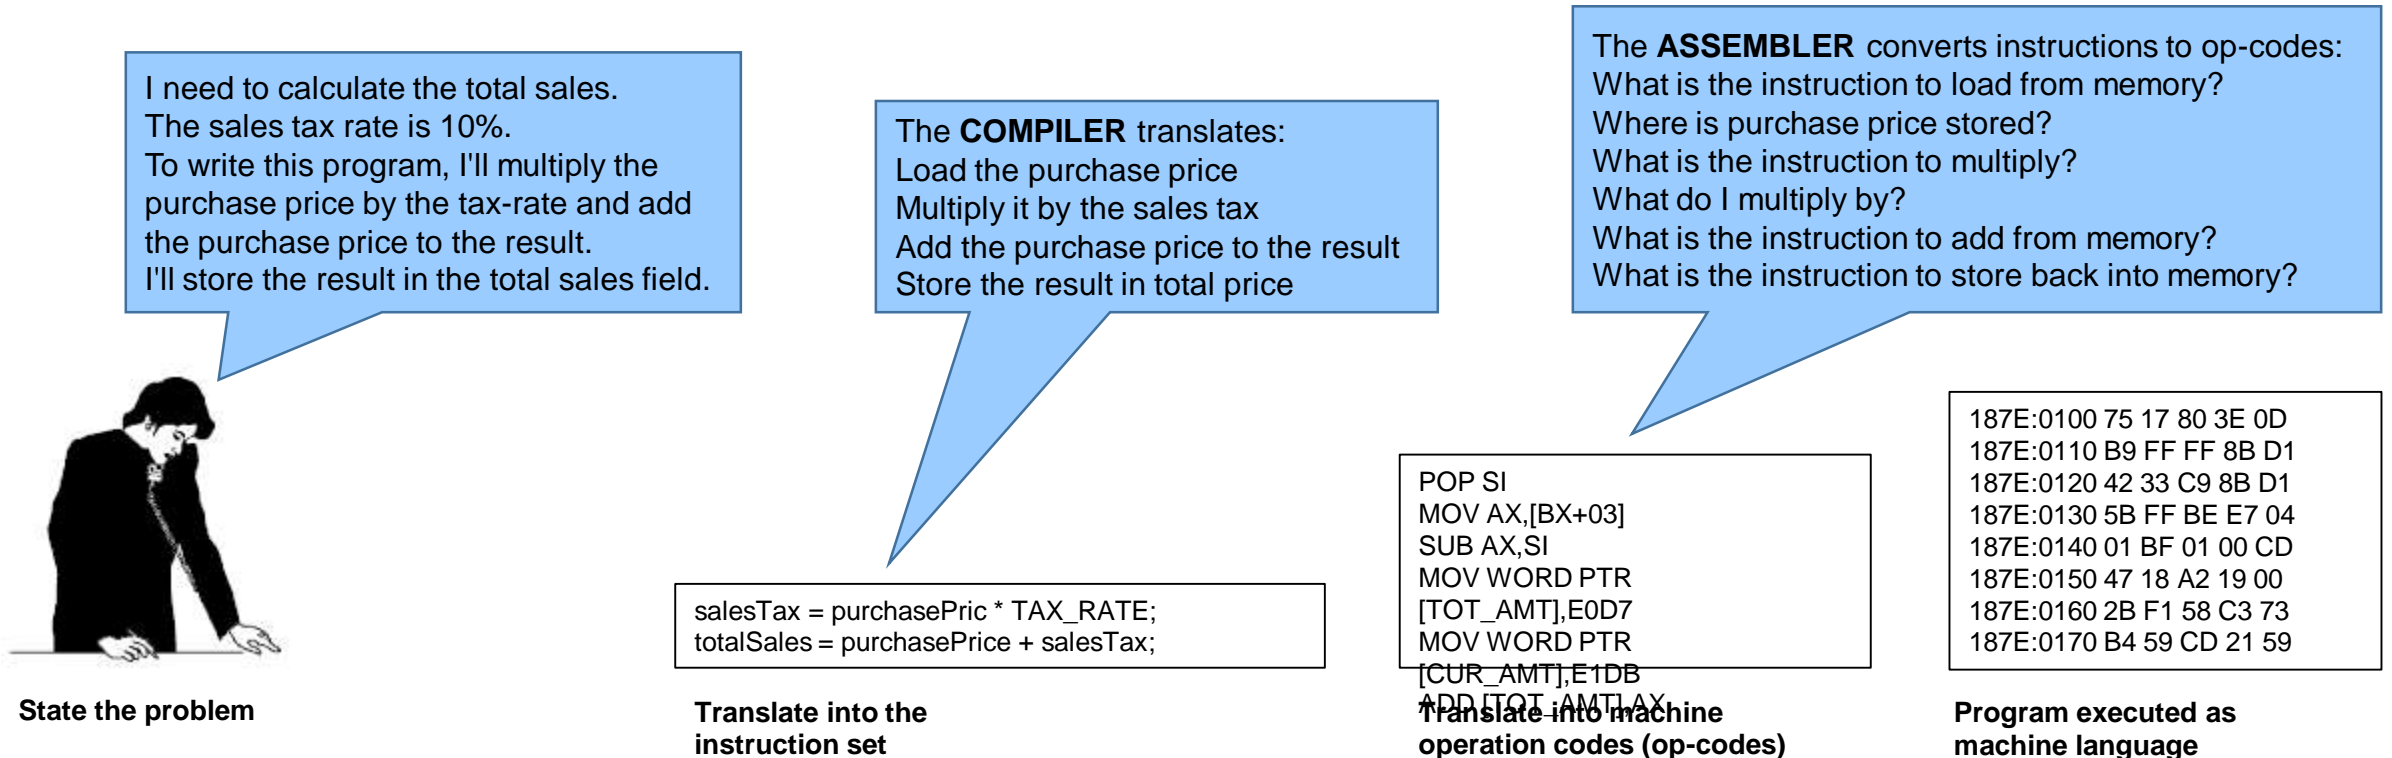 I need to calculate the total sales.
The sales tax rate is 10%.
To write this program, I'll multiply the
purchase price by the tax-rate and add
the purchase price to the result.
I'll store the result in the total sales field.
State the problem
The COMPILER translates:
Load the purchase price
Multiply it by the sales tax
Add the purchase price to the result
Store the result in total price
salesTax = purchasePric * TAX_RATE;
totalSales = purchasePrice + salesTax;
Translate into the
instruction set
The ASSEMBLER converts instructions to op-codes:
What is the instruction to load from memory?
Where is purchase price stored?
What is the instruction to multiply?
What do I multiply by?
What is the instruction to add from memory?
What is the instruction to store back into memory?
POP SI
MOV AX,[BX+03]
SUB AX,SI
MOV WORD PTR
[TOT_AMT],E0D7
MOV WORD PTR
[CUR_AMT],E1DB
ADD [TOT_AMT],AX
Translate into machine
operation codes (op-codes)
187E:0100 75 17 80 3E 0D
187E:0110 B9 FF FF 8B D1
187E:0120 42 33 C9 8B D1
187E:0130 5B FF BE E7 04
187E:0140 01 BF 01 00 CD
187E:0150 47 18 A2 19 00
187E:0160 2B F1 58 C3 73
187E:0170 B4 59 CD 21 59
Program executed as
machine language